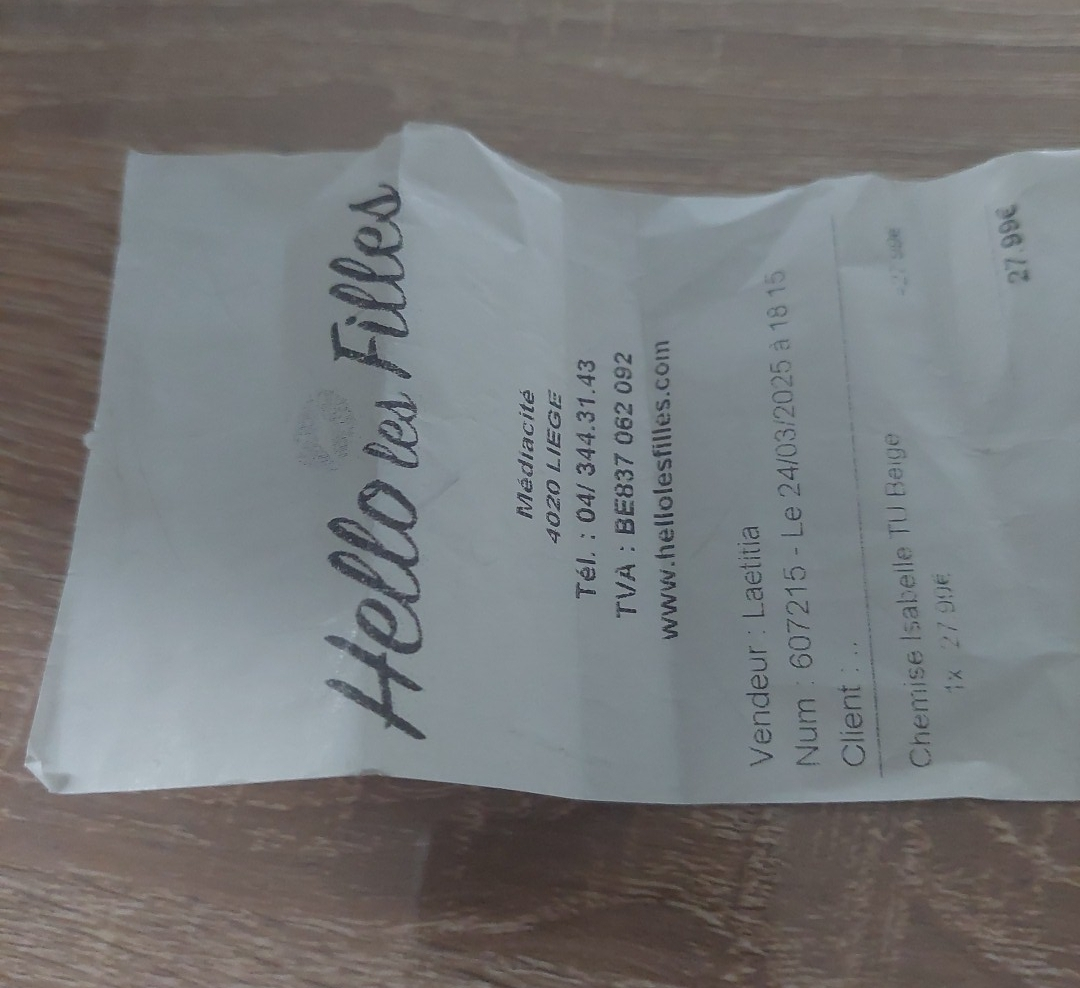 Hello les Filles
Médiacité
4020 LIEGE
Tél. : 04/ 344.31.43
TVA : BE837 062 092
www.hellolesfilles.com
Vendeur : Laetitia
Num : 607215 - Le 24/03/2025 à 18 15
Client : ..
Chemise Isabelle TU Beige
1x 27.99€
27 99€